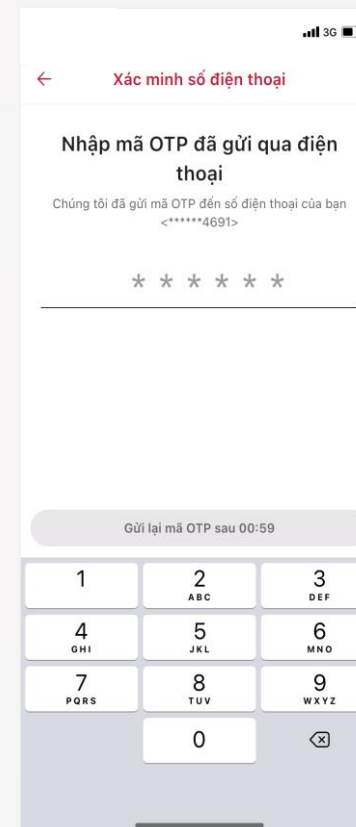 3G
Xác minh số điện thoại
Nhập mã OTP đã gửi qua điện
thoại
Chúng tôi đã gửi mã OTP đến số điện thoại của bạn
<******4691>
* * * * * *
Gửi lại mã OTP sau 00:59
1 2 3
ABC DEF
4 5 6
GHI JKL MNO
7 8 9
PQRS TUV WXYZ
0